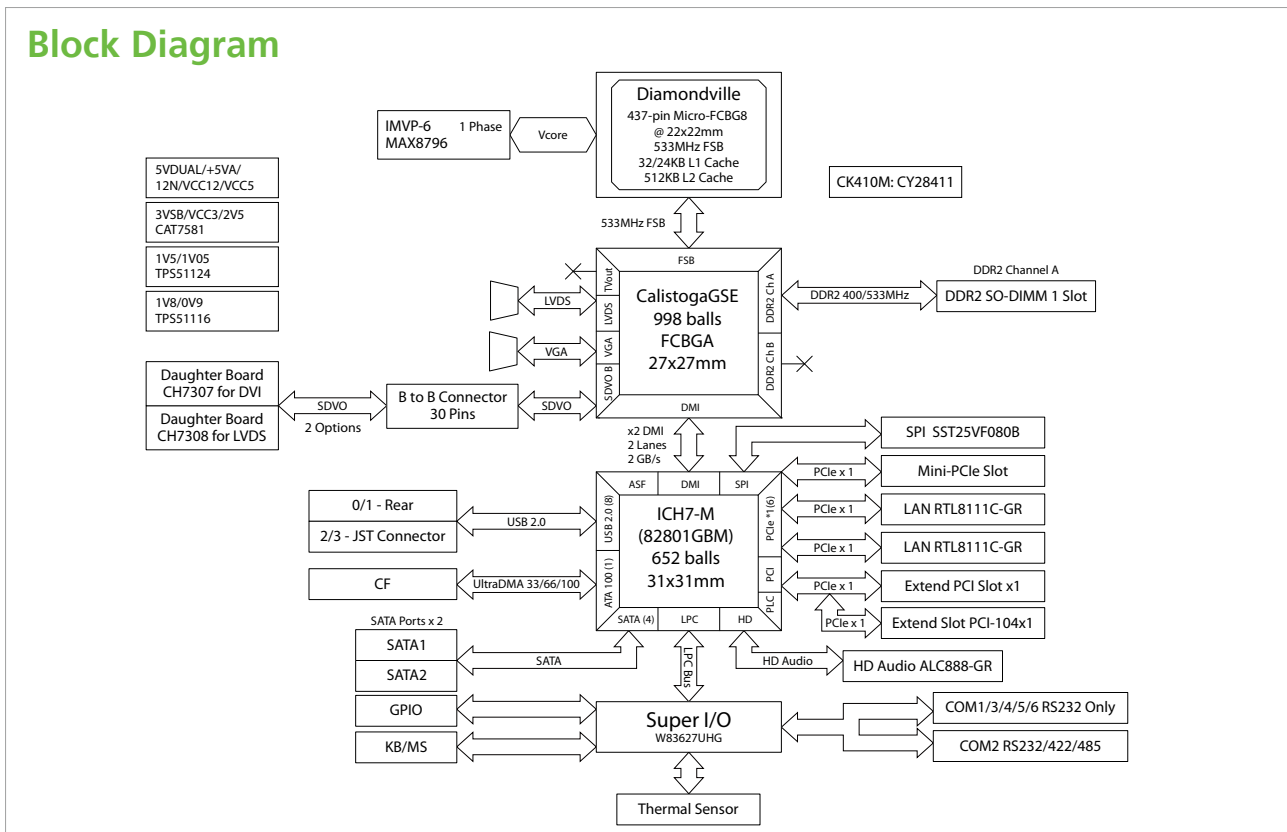 Block Diagram
Diamondville
437-pin Micro-FCBG8
@ 22x22mm
533MHz FSB
32/24KB L1 Cache
512KB L2 Cache
IMVP-6 1 Phase
MAX8796
Vcore
5VDUAL/+5VA/
12N/VCC12/VCC5
3VSB/VCC3/2V5
CAT7581
1V5/1V05
TPS51124
1V8/0V9
TPS51116
CK410M: CY28411
533MHz FSB
FSB
TVout
LVDS
VGA
SDVO B
CalistogaGSE
998 balls
FCBGA
27x27mm
DDR2 Ch A
DDR2 Ch B
DMI
LVDS
VGA
DDR2 400/533MHz
DDR2 Channel A
DDR2 SO-DIMM 1 Slot
Daughter Board
CH7307 for DVI
Daughter Board
CH7308 for LVDS
SDVO
2 Options
B to B Connector
30 Pins
SDVO
x2 DMI
2 Lanes
2 GB/s
SPI SST25VF080B
ASF
DMI
SPI
USB 2.0 (8)
ATA 100 (1)
ICH7-M
(82801GBM)
652 balls
31x31mm
PCIe *1(6)
PCI
PLC
SATA (4)
LPC
HD
PCIe x 1
Mini-PCIe Slot
PCIe x 1
LAN RTL8111C-GR
PCIe x 1
LAN RTL8111C-GR
PCIe x 1
Extend PCI Slot x1
PCIe x 1
Extend Slot PCI-104x1
0/1 - Rear
2/3 - JST Connector
USB 2.0
CF
UltraDMA 33/66/100
SATA Ports x 2
SATA1
SATA2
SATA
LPC Bus
HD Audio
HD Audio ALC888-GR
GPIO
KB/MS
Super I/O
W83627UHG
COM1/3/4/5/6 RS232 Only
COM2 RS232/422/485
Thermal Sensor